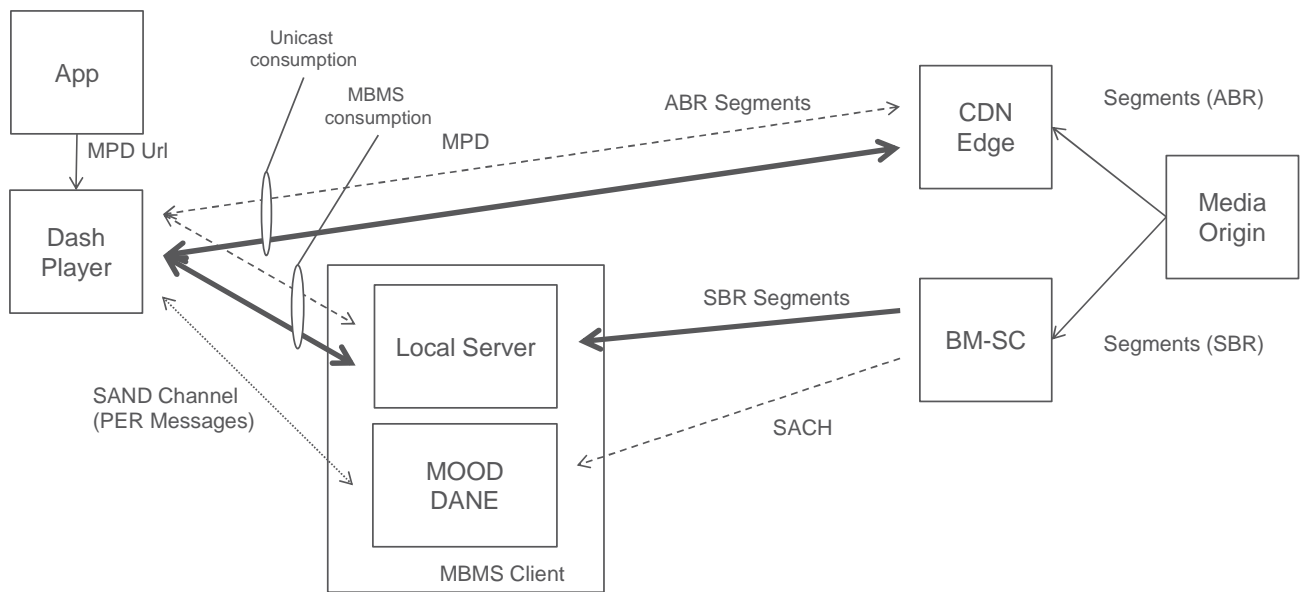 Unicast
consumption
App
MBMS
consumption
ABR Segments
CDN
Edge
Segments (ABR)
MPD Url
MPD
Dash
Player
Media
Origin
SBR Segments
Local Server
BM-SC
Segments (SBR)
SAND Channel
(PER Messages)
SACH
MOOD
DANE
MBMS Client